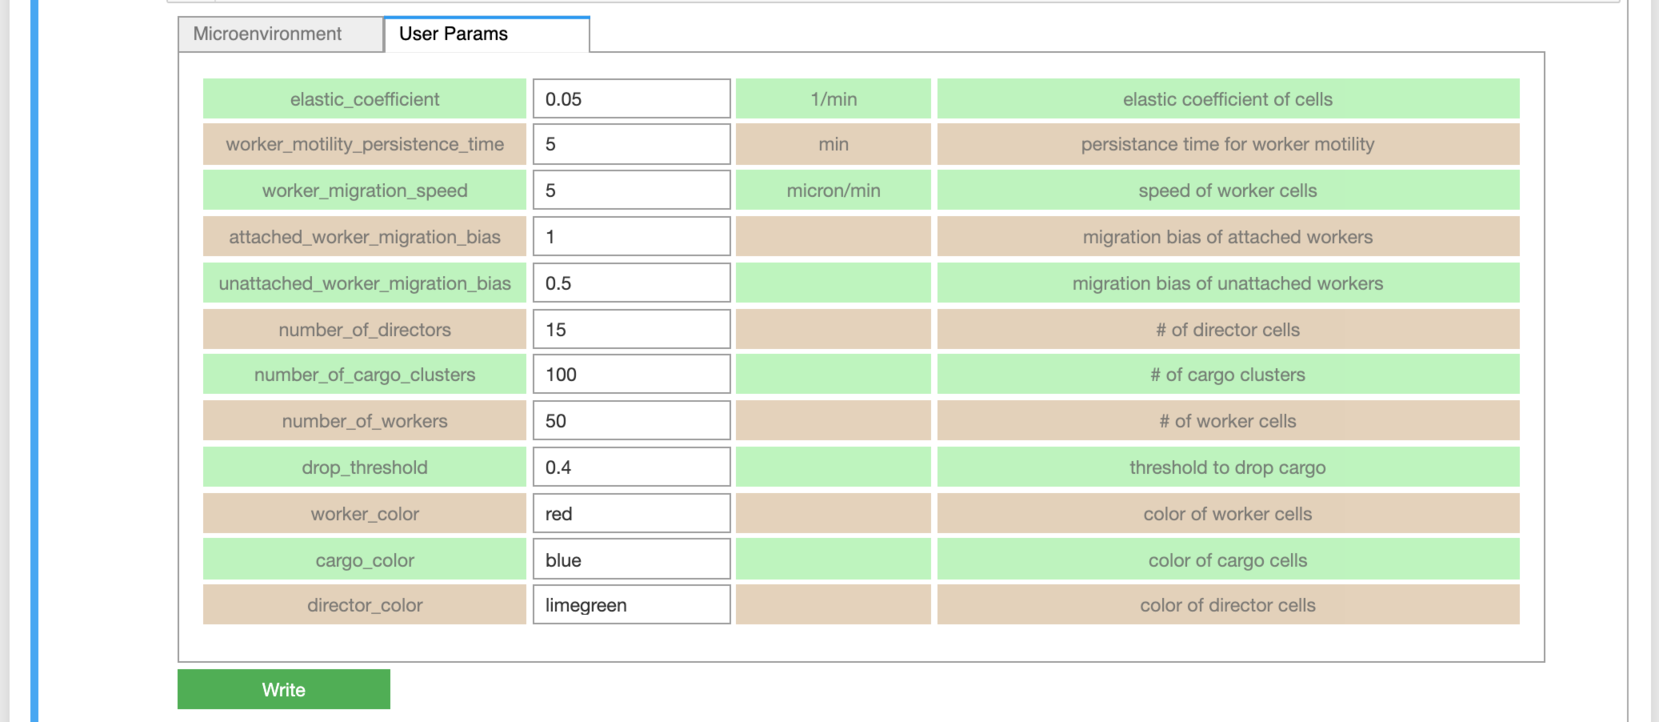 Microenvironment User Params
elastic_coefficient 0.05 1/min elastic coefficient of cells
worker_motility_persistence_time 5 min persistance time for worker motility
worker_migration_speed 5 micron/min speed of worker cells
attached_worker_migration_bias 1 migration bias of attached workers
unattached_worker_migration_bias 0.5 migration bias of unattached workers
number_of_directors 15 # of director cells
number_of_cargo_clusters 100 # of cargo clusters
number_of_workers 50 # of worker cells
drop_threshold 0.4 threshold to drop cargo
worker_color red color of worker cells
cargo_color blue color of cargo cells
director_color limegreen color of director cells
Write